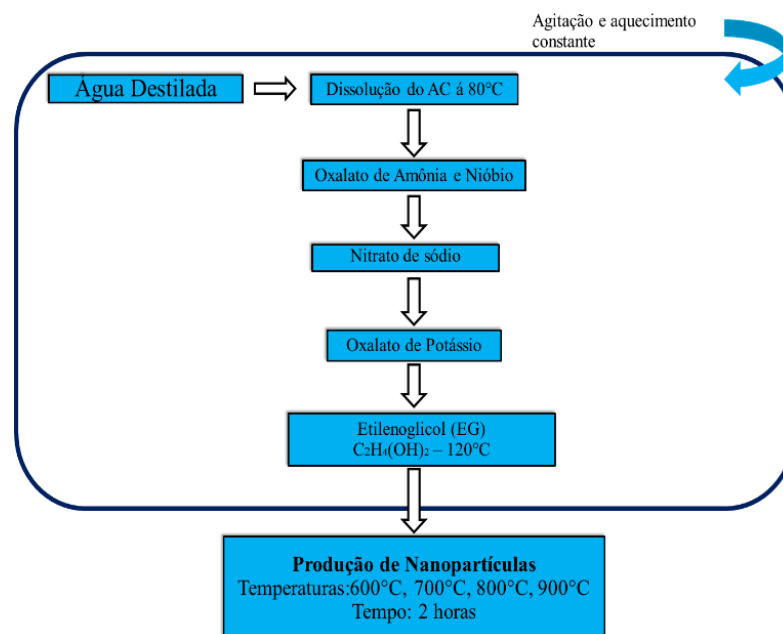 Agitação e aquecimento
constante
Água Destilada
Dissolução do AC á 80°C
Oxalato de Amônia e Nióbio
Nitrato de sódio
Oxalato de Potássio
Etilenoglicol (EG)
C₂H₄(OH)₂ – 120°C
Produção de Nanopartículas
Temperaturas:600°C, 700°C, 800°C, 900°C
Tempo: 2 horas